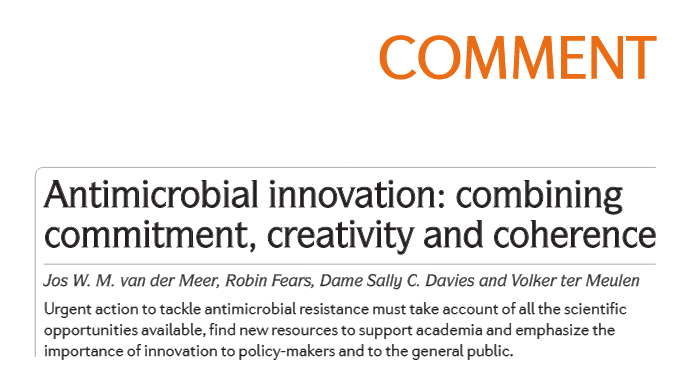 COMMENT
Antimicrobial innovation: combining
commitment, creativity and coherence
Jos W. M. van der Meer, Robin Fears, Dame Sally C. Davies and Volker ter Meulen
Urgent action to tackle antimicrobial resistance must take account of all the scientific
opportunities available, find new resources to support academia and emphasize the
importance of innovation to policy-makers and to the general public.